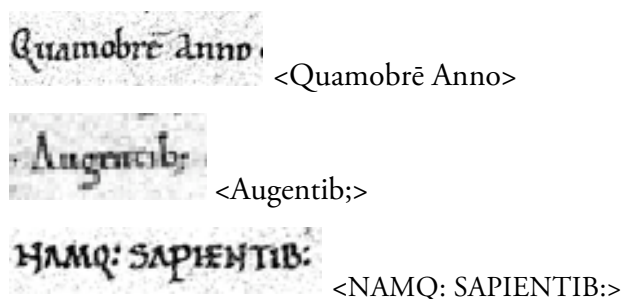 Quamobrē Anno <Quamobrē Anno>
Augentib; <Augentib;>
NAMQ: SAPIENTIB: <NAMQ: SAPIENTIB:>